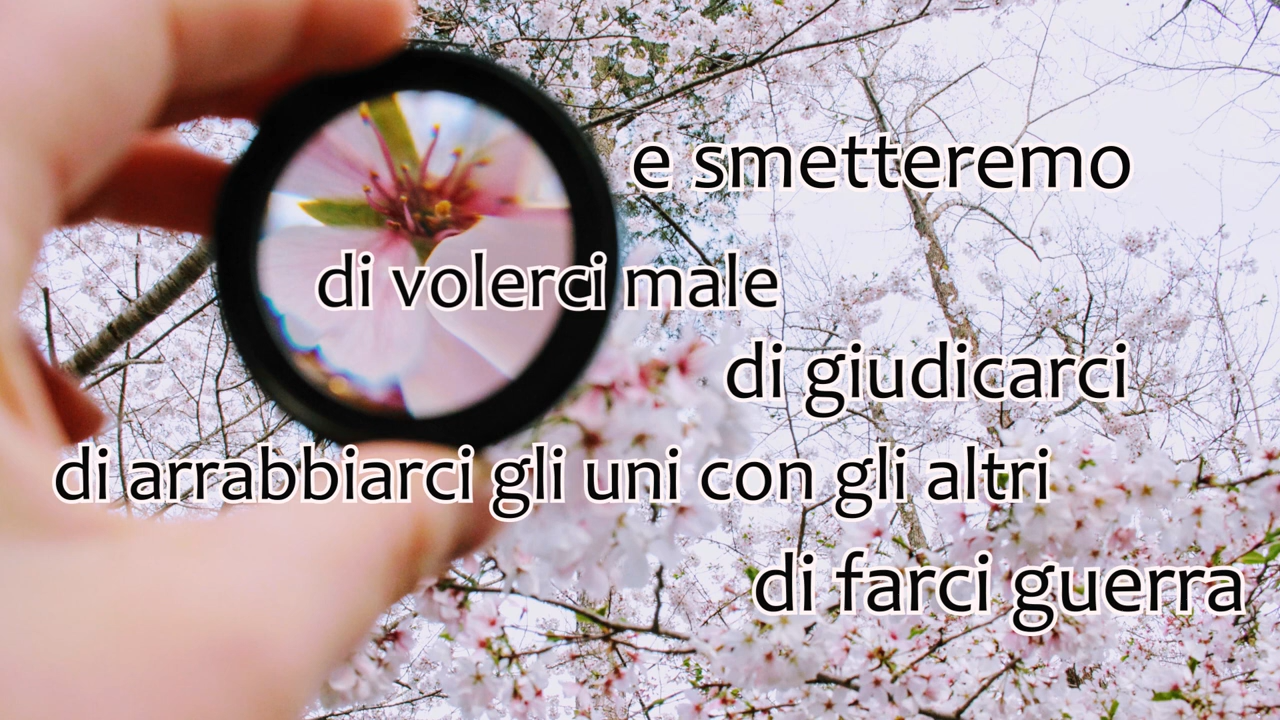 e smetteremo
di volerci male
di giudicarci
di arrabbiarci gli uni con gli altri
di farci guerra